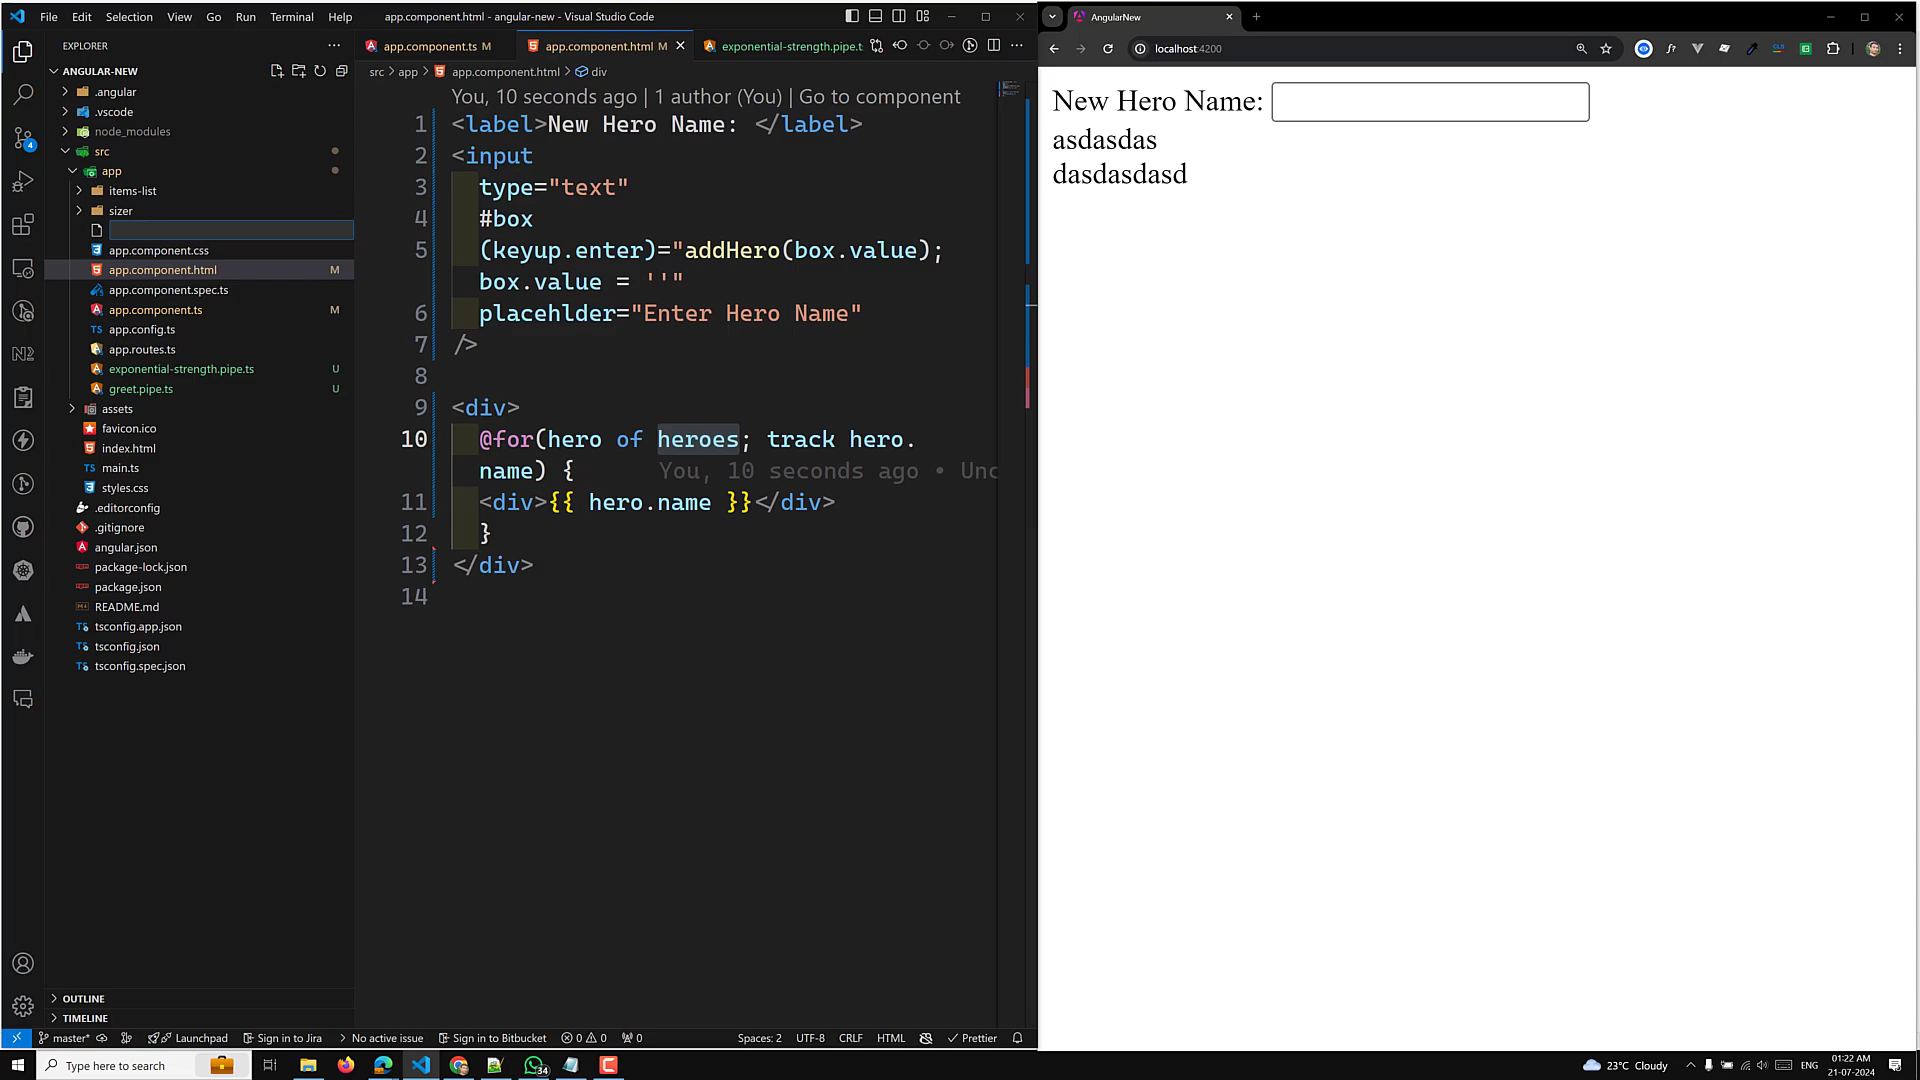 File Edit Selection View Go Run Terminal Help
app.component.html - angular-new - Visual Studio Code
EXPLORER
ANGULAR-NEW
.angular
.vscode
node_modules
src
app
items-list
sizer
app.component.css
app.component.html M
app.component.spec.ts
app.component.ts M
app.config.ts
app.routes.ts
exponential-strength.pipe.ts U
greet.pipe.ts U
assets
favicon.ico
index.html
main.ts
styles.css
.editorconfig
.gitignore
angular.json
package-lock.json
package.json
README.md
tsconfig.app.json
tsconfig.json
tsconfig.spec.json
OUTLINE
TIMELINE
4
app.component.ts M
app.component.html M
exponential-strength.pipe.t
src > app > app.component.html > div
You, 10 seconds ago | 1 author (You) | Go to component
1 <label>New Hero Name: </label>
2 <input
3 type="text"
4 #box
5 (keyup.enter)="addHero(box.value);
box.value = ''"
6 placehlder="Enter Hero Name"
7 />
8
9 <div>
10 @for(hero of heroes; track hero.
name) { You, 10 seconds ago • Unc
11 <div>{{ hero.name }}</div>
12 }
13 </div>
14
master* Launchpad Sign in to Jira No active issue Sign in to Bitbucket 0 0 0 Spaces: 2 UTF-8 CRLF HTML Prettier
AngularNew
localhost:4200
New Hero Name:
asdasdas
dasdasdasd
Type here to search
34
23°C Cloudy
ENG
01:22 AM
21-07-2024